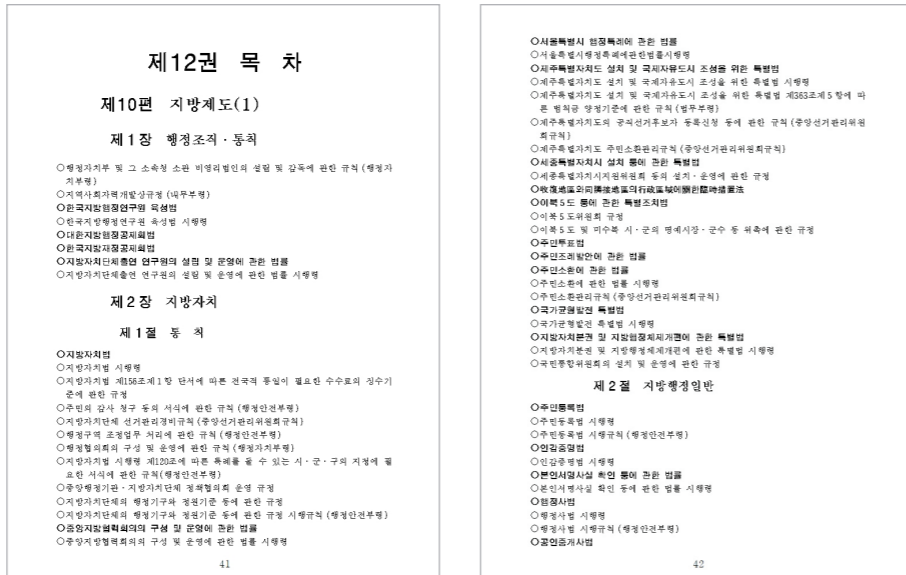 제12권 목 차
제10편 지방제도(1)
제1장 행정조직·통칙
○행정자치부 및 그 소속청 소관 비영리법인의 설립 및 감독에 관한 규칙(행정자
치부령)
○지역사회자력개발상규정(내무부령)
○한국지방행정연구원 육성법
○한국지방행정연구원 육성법 시행령
○대한지방행정공제회법
○한국지방재정공제회법
○지방자치단체출연 연구원의 설립 및 운영에 관한 법률
○지방자치단체출연 연구원의 설립 및 운영에 관한 법률 시행령
제2장 지방자치
제1절 통 칙
○지방자치법
○지방자치법 시행령
○지방자치법 제156조제1항 단서에 따른 전국적 통일이 필요한 수수료의 징수기
준에 관한 규정
○주민의 감사 청구 등의 서식에 관한 규칙(행정안전부령)
○지방자치단체 선거관리경비규칙(중앙선거관리위원회규칙)
○행정구역 조정업무 처리에 관한 규칙(행정안전부령)
○행정협의회의 구성 및 운영에 관한 규칙(행정자치부령)
○지방자치법 시행령 제120조에 따른 특례를 둘 수 있는 시·군·구의 지정에 필
요한 서식에 관한 규칙(행정안전부령)
○중앙행정기관·지방자치단체 정책협의회 운영 규정
○지방자치단체의 행정기구와 정원기준 등에 관한 규정
○지방자치단체의 행정기구와 정원기준 등에 관한 규정 시행규칙(행정안전부령)
○중앙지방협력회의의 구성 및 운영에 관한 법률
○중앙지방협력회의의 구성 및 운영에 관한 법률 시행령
41
○서울특별시 행정특례에 관한 법률
○서울특별시행정특례에관한법률시행령
○제주특별자치도 설치 및 국제자유도시 조성을 위한 특별법
○제주특별자치도 설치 및 국제자유도시 조성을 위한 특별법 시행령
○제주특별자치도 설치 및 국제자유도시 조성을 위한 특별법 제363조제5항에 따
른 범칙금 양정기준에 관한 규칙(법무부령)
○제주특별자치도의 공직선거후보자 등록신청 등에 관한 규칙(중앙선거관리위원
회규칙)
○제주특별자치도 주민소환관리규칙(중앙선거관리위원회규칙)
○세종특별자치시 설치 등에 관한 특별법
○세종특별자치시지원위원회 등의 설치·운영에 관한 규정
○收復地區와同隣接地區의行政區域에關한臨時措置法
○이북5도 등에 관한 특별조치법
○이북5도위원회 규정
○이북5도 및 미수복 시·군의 명예시장·군수 등 위촉에 관한 규정
○주민투표법
○주민조례발안에 관한 법률
○주민소환에 관한 법률
○주민소환에 관한 법률 시행령
○주민소환관리규칙(중앙선거관리위원회규칙)
○국가균형발전 특별법
○국가균형발전 특별법 시행령
○지방자치분권 및 지방행정체제개편에 관한 특별법
○지방자치분권 및 지방행정체제개편에 관한 특별법 시행령
○국민통합위원회의 설치 및 운영에 관한 규정
제2절 지방행정일반
○주민등록법
○주민등록법 시행령
○주민등록법 시행규칙(행정안전부령)
○인감증명법
○인감증명법 시행령
○본인서명사실 확인 등에 관한 법률
○본인서명사실 확인 등에 관한 법률 시행령
○행정사법
○행정사법 시행령
○행정사법 시행규칙(행정안전부령)
○공인중개사법
42